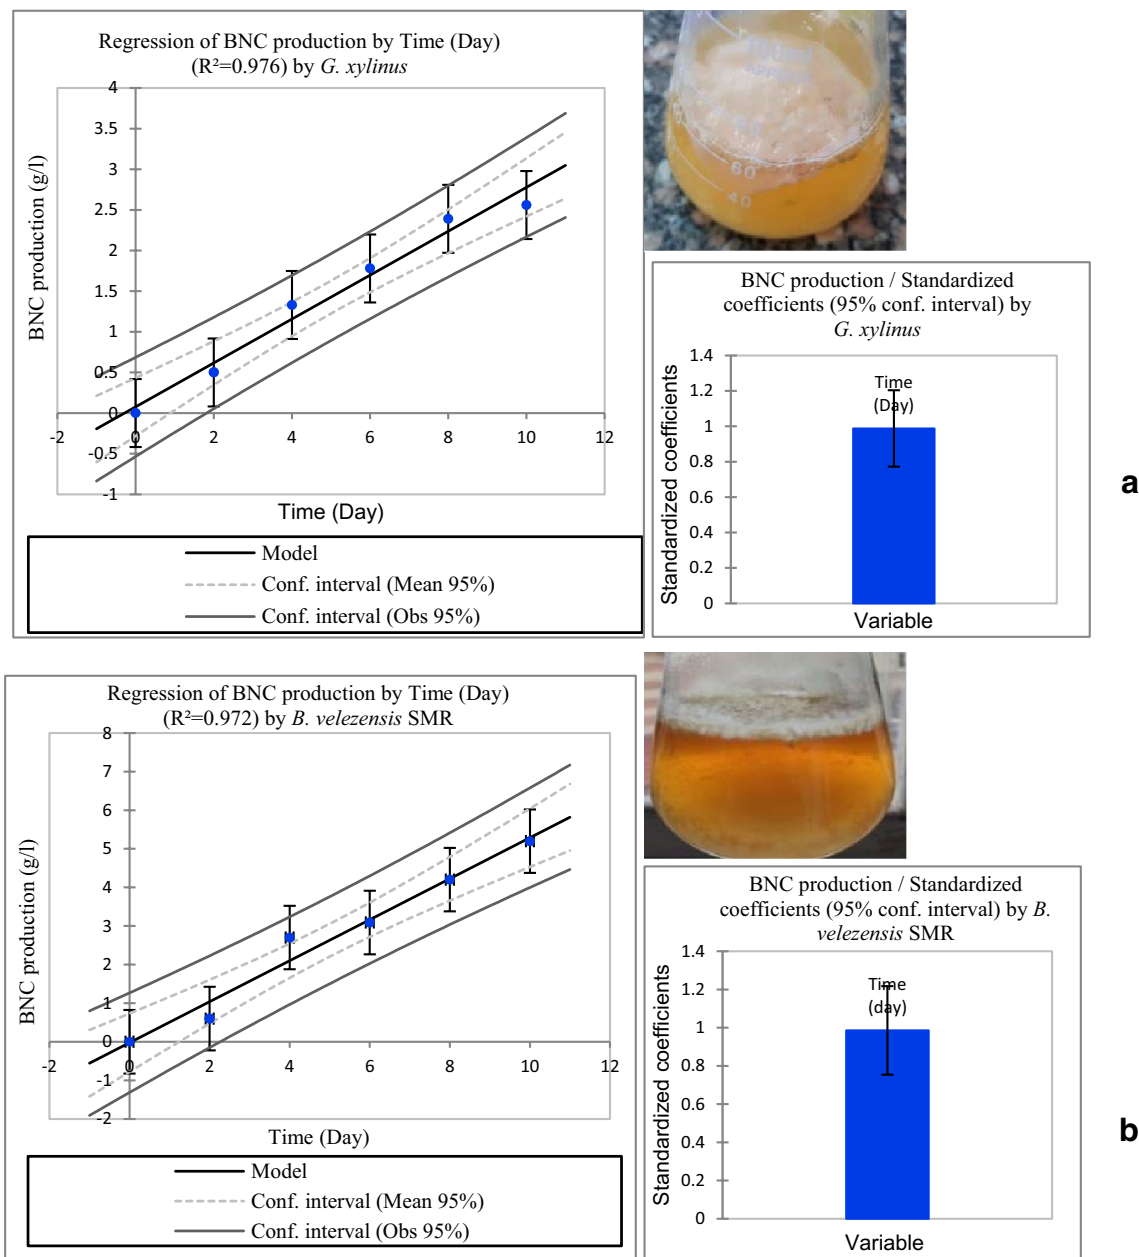 Regression of BNC production by Time (Day)
(R²=0.976) by G. xylinus
BNC production (g/l)
4
3.5
3
2.5
2
1.5
1
0.5
0
-0.5
-1
-2
0
2
4
6
8
10
12
Time (Day)
Model
Conf. interval (Mean 95%)
Conf. interval (Obs 95%)
60
40
BNC production / Standardized
coefficients (95% conf. interval) by
G. xylinus
Standardized coefficients
1.4
1.2
1
0.8
0.6
0.4
0.2
0
Time
(Day)
Variable
a
Regression of BNC production by Time (Day)
(R²=0.972) by B. velezensis SMR
BNC production (g/l)
8
7
6
5
4
3
2
1
0
-1
-2
-2
0
2
4
6
8
10
12
Time (Day)
Model
Conf. interval (Mean 95%)
Conf. interval (Obs 95%)
BNC production / Standardized
coefficients (95% conf. interval) by B.
velezensis SMR
Standardized coefficients
1.4
1.2
1
0.8
0.6
0.4
0.2
0
Time
(day)
Variable
b